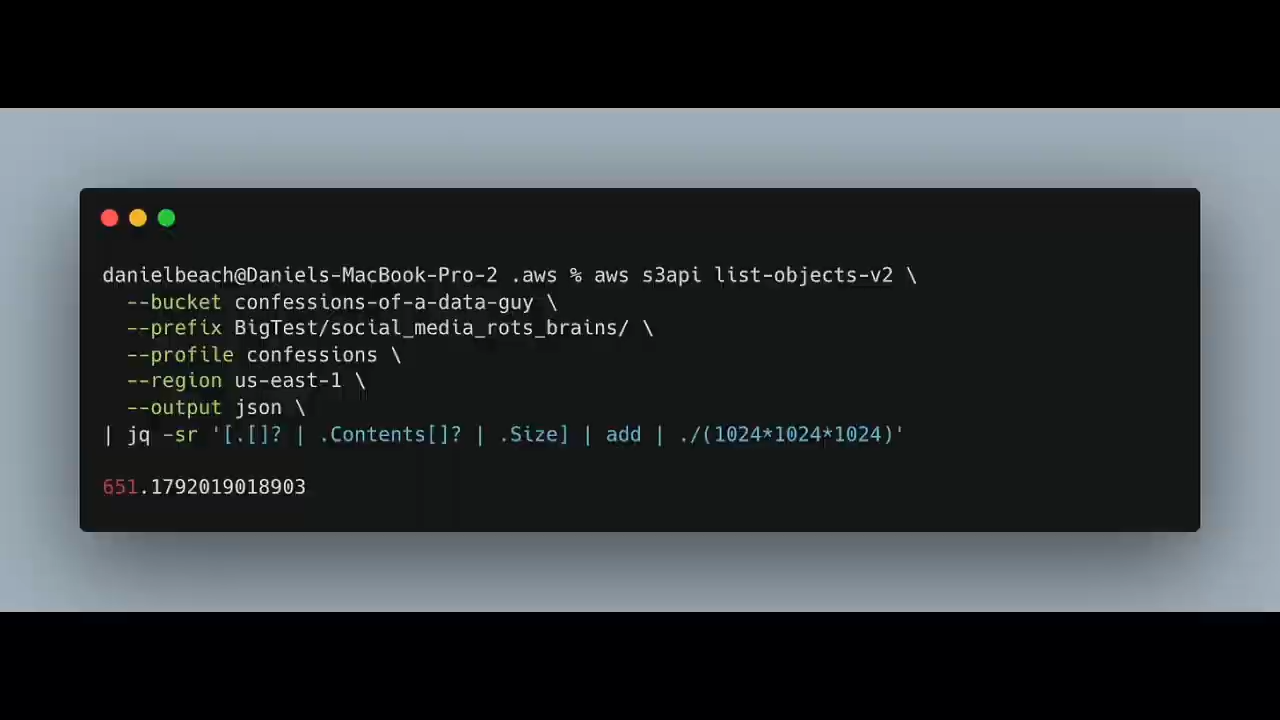 danielbeach@Daniels-MacBook-Pro-2 .aws % aws s3api list-objects-v2 \
--bucket confessions-of-a-data-guy \
--prefix BigTest/social_media_rots_brains/ \
--profile confessions \
--region us-east-1 \
--output json \
| jq -sr '[.[]? | .Contents[]? | .Size] | add | ./(1024*1024*1024)'
651.1792019018903